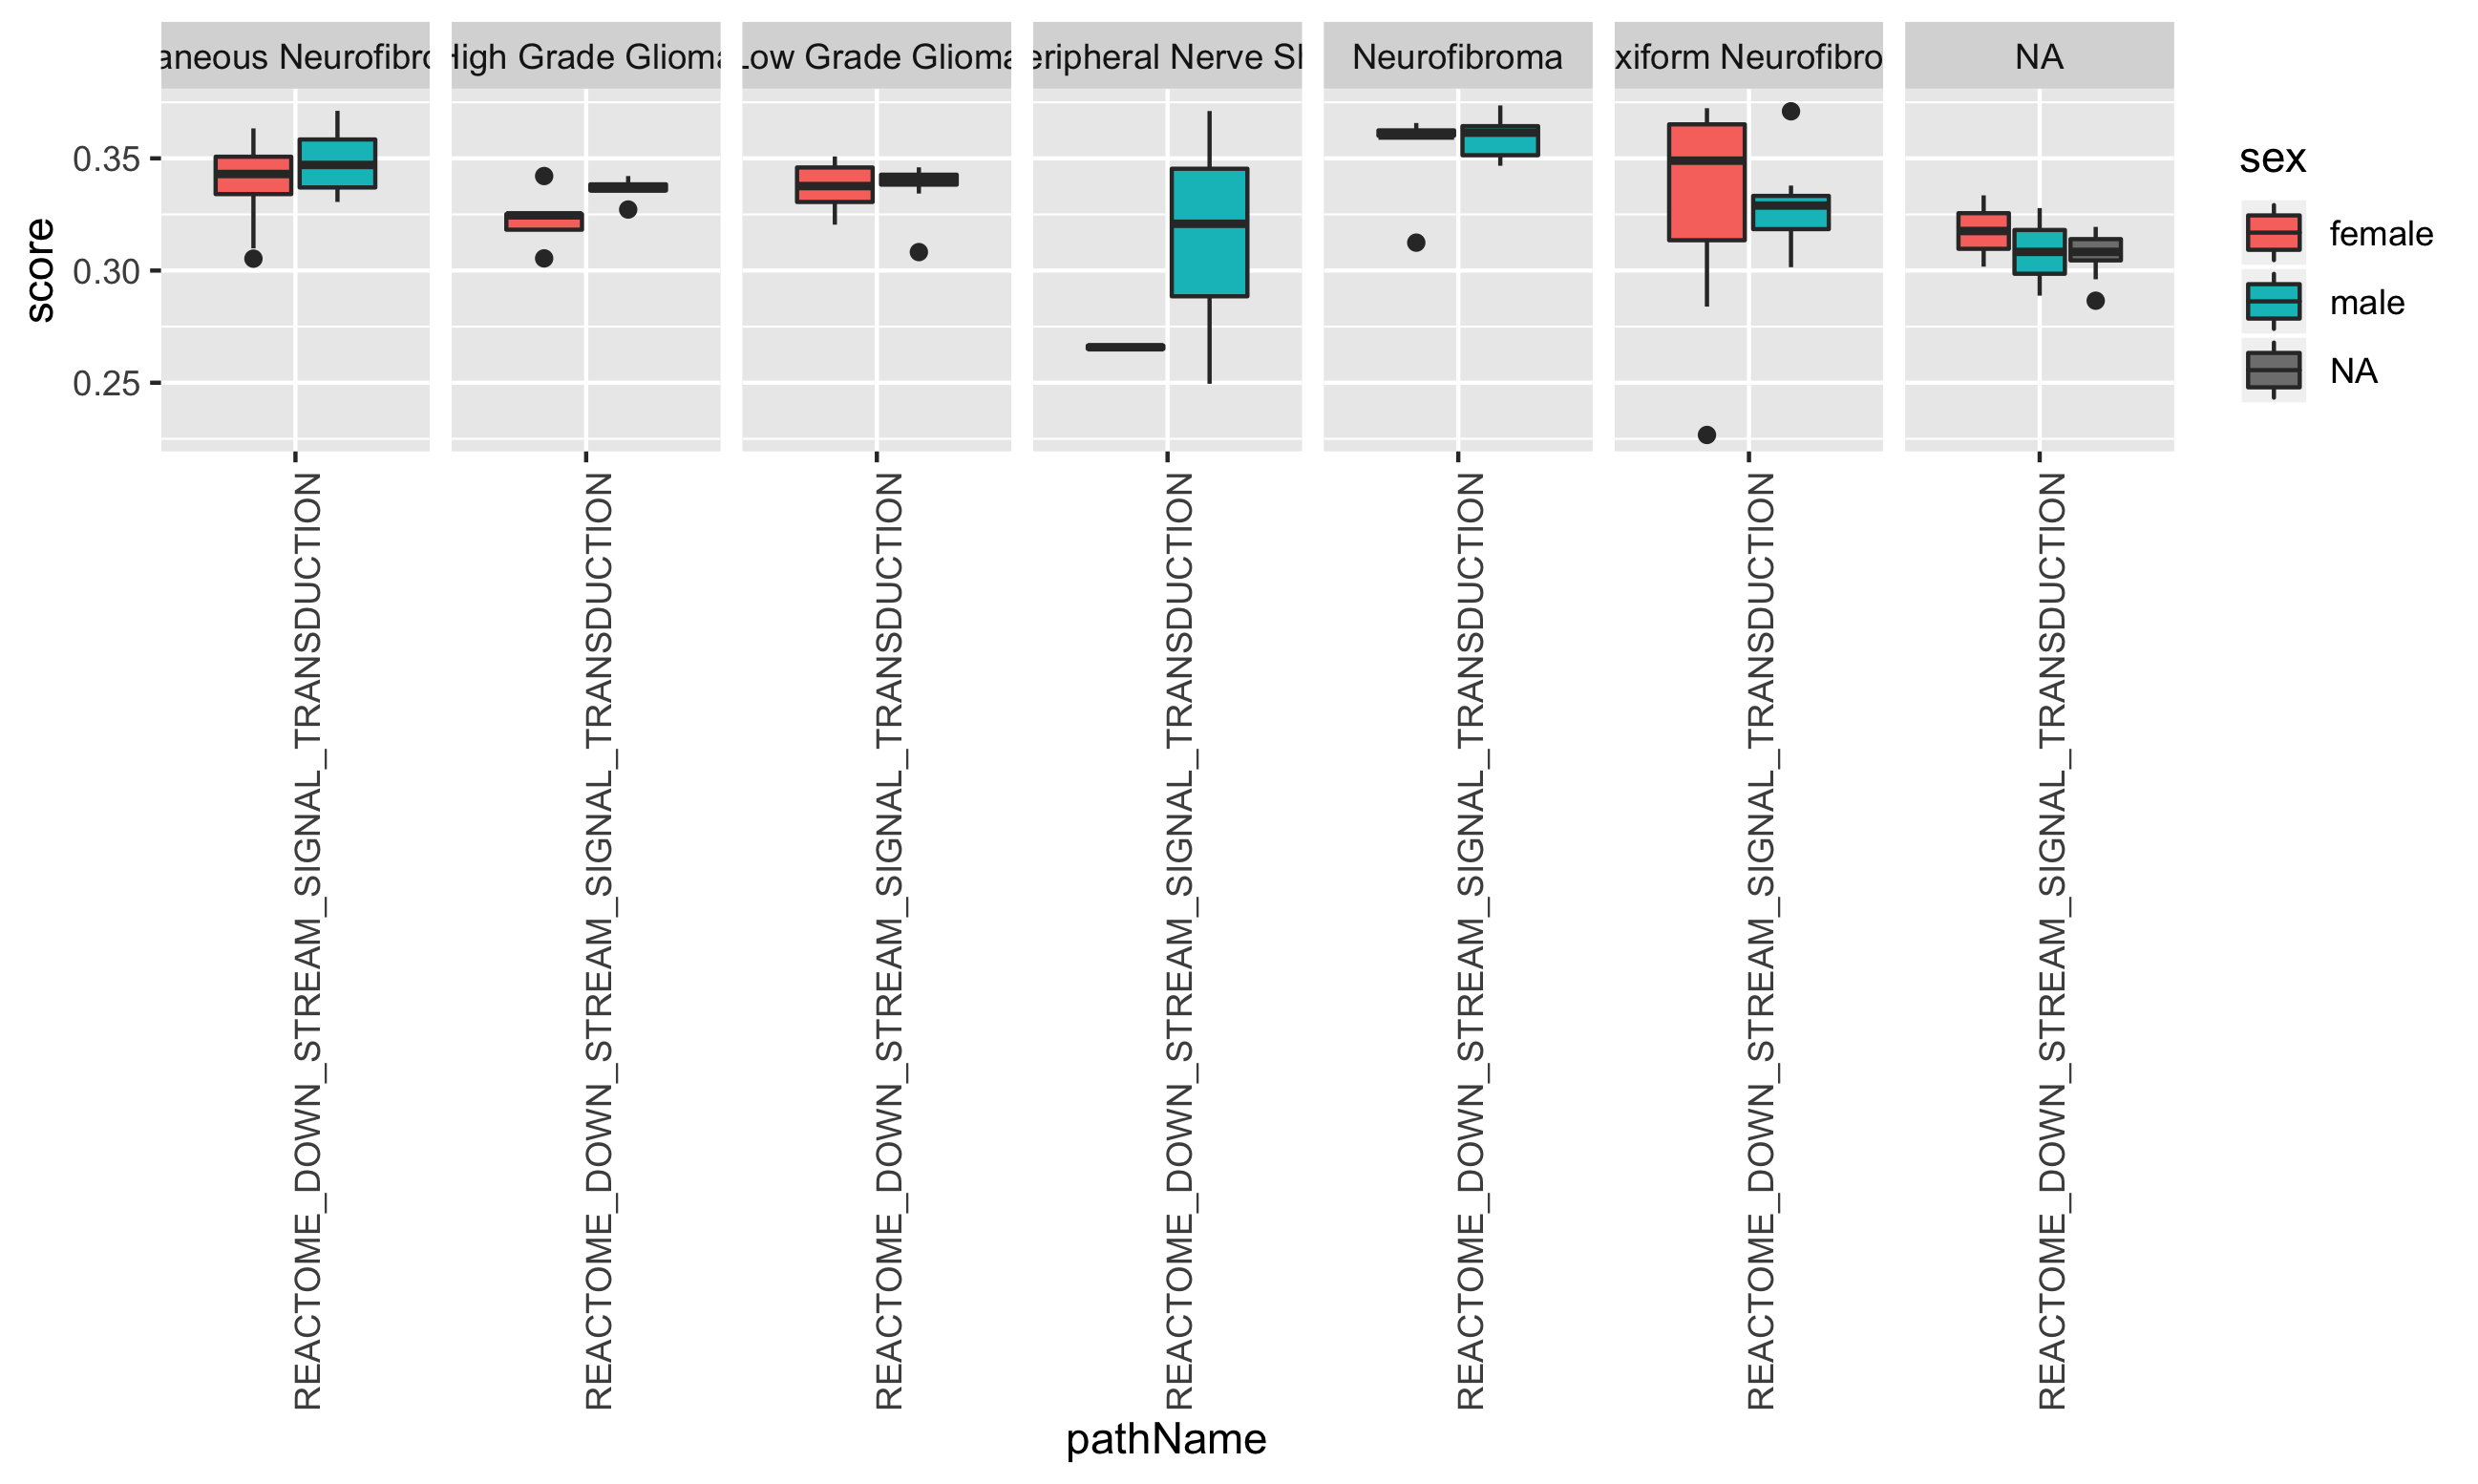 aneous Neurofibro
High Grade Glioma
Low Grade Glioma
eripheral Nerve Sh
Neurofibroma
xiform Neurofibro
NA
score
0.35
0.30
0.25
sex
female
male
NA
REACTOME_DOWN_STREAM_SIGNAL_TRANSDUCTION
REACTOME_DOWN_STREAM_SIGNAL_TRANSDUCTION
REACTOME_DOWN_STREAM_SIGNAL_TRANSDUCTION
REACTOME_DOWN_STREAM_SIGNAL_TRANSDUCTION
REACTOME_DOWN_STREAM_SIGNAL_TRANSDUCTION
REACTOME_DOWN_STREAM_SIGNAL_TRANSDUCTION
REACTOME_DOWN_STREAM_SIGNAL_TRANSDUCTION
pathName